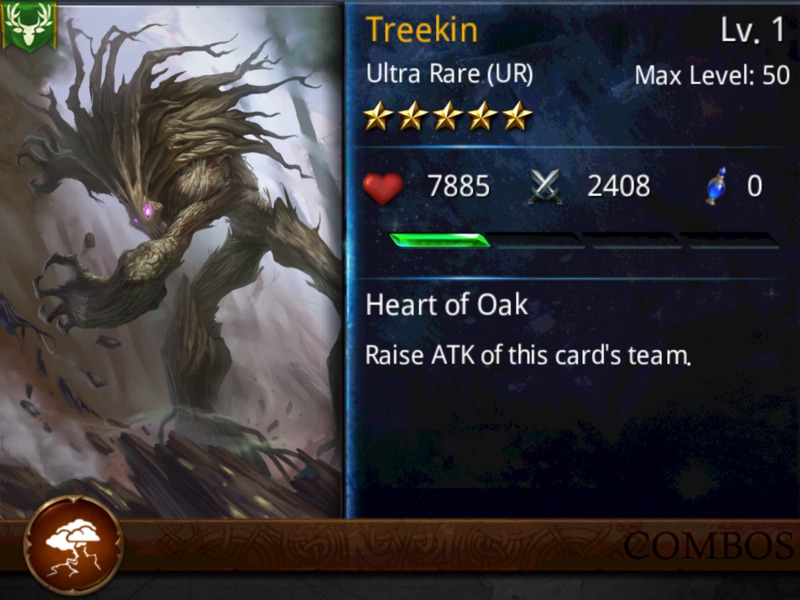 Treekin
Lv. 1
Ultra Rare (UR)
Max Level: 50
7885
2408
0
Heart of Oak
Raise ATK of this card's team.
COMBOS